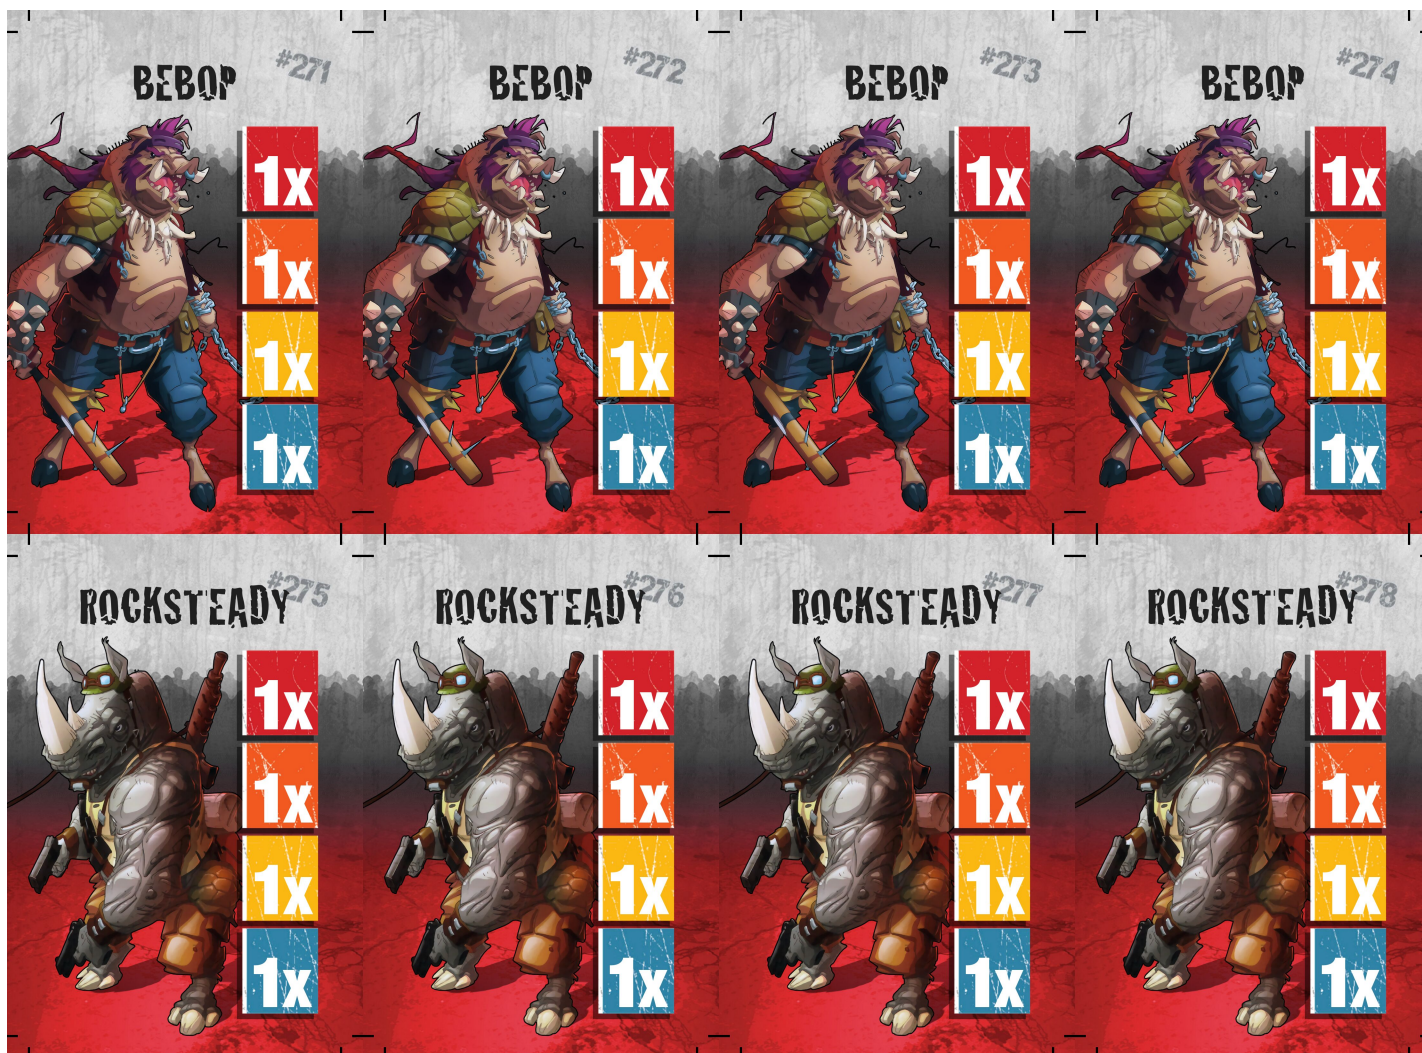 BEBOP #271
1x
1x
1x
1x
BEBOP #272
1x
1x
1x
1x
BEBOP #273
1x
1x
1x
1x
BEBOP #274
1x
1x
1x
1x
ROCKSTEADY #275
1x
1x
1x
1x
ROCKSTEADY #276
1x
1x
1x
1x
ROCKSTEADY #277
1x
1x
1x
1x
ROCKSTEADY #278
1x
1x
1x
1x